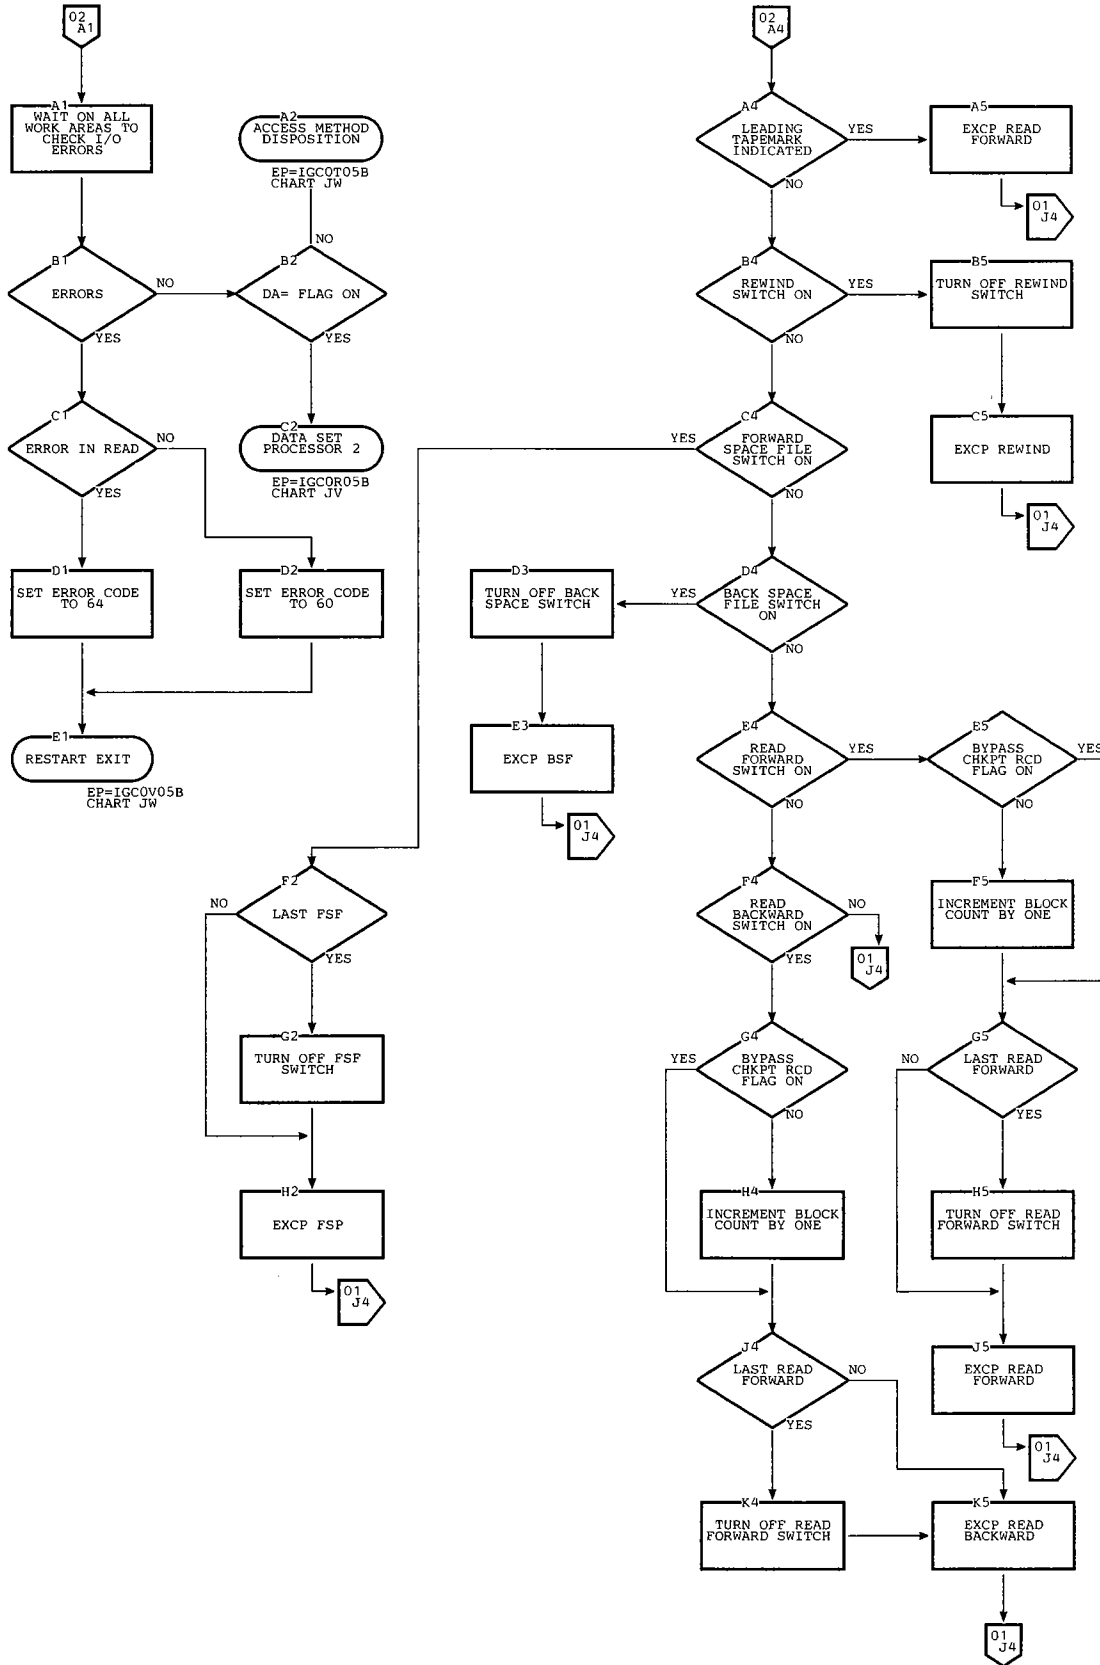 02
A1
A1
WAIT ON ALL
WORK AREAS TO
CHECK I/O
ERRORS
A2
ACCESS METHOD
DISPOSITION
EP=IGC0T05B
CHART JW
NO
B1
ERRORS
NO
B2
DA= FLAG ON
YES
YES
C1
ERROR IN READ
NO
C2
DATA SET
PROCESSOR 2
EP=IGC0R05B
CHART JV
YES
D1
SET ERROR CODE
TO 64
D2
SET ERROR CODE
TO 60
E1
RESTART EXIT
EP=IGC0V05B
CHART JW
F2
NO
LAST FSF
YES
G2
TURN OFF FSF
SWITCH
H2
EXCP FSP
01
J4
02
A4
A4
LEADING
TAPEMARK
INDICATED
YES
NO
A5
EXCP READ
FORWARD
01
J4
B4
REWIND
SWITCH ON
YES
NO
B5
TURN OFF REWIND
SWITCH
C4
YES
FORWARD
SPACE FILE
SWITCH ON
NO
C5
EXCP REWIND
01
J4
D3
TURN OFF BACK
SPACE SWITCH
D4
YES
BACK SPACE
FILE SWITCH
ON
NO
E3
EXCP BSF
01
J4
E4
READ
FORWARD
SWITCH ON
YES
NO
E5
BYPASS
CHKPT RCD
FLAG ON
YES
NO
F4
READ
BACKWARD
SWITCH ON
NO
YES
01
J4
F5
INCREMENT BLOCK
COUNT BY ONE
G4
YES
BYPASS
CHKPT RCD
FLAG ON
NO
G5
NO
LAST READ
FORWARD
YES
H4
INCREMENT BLOCK
COUNT BY ONE
H5
TURN OFF READ
FORWARD SWITCH
J4
LAST READ
FORWARD
NO
YES
J5
EXCP READ
FORWARD
01
J4
K4
TURN OFF READ
FORWARD SWITCH
K5
EXCP READ
BACKWARD
01
J4